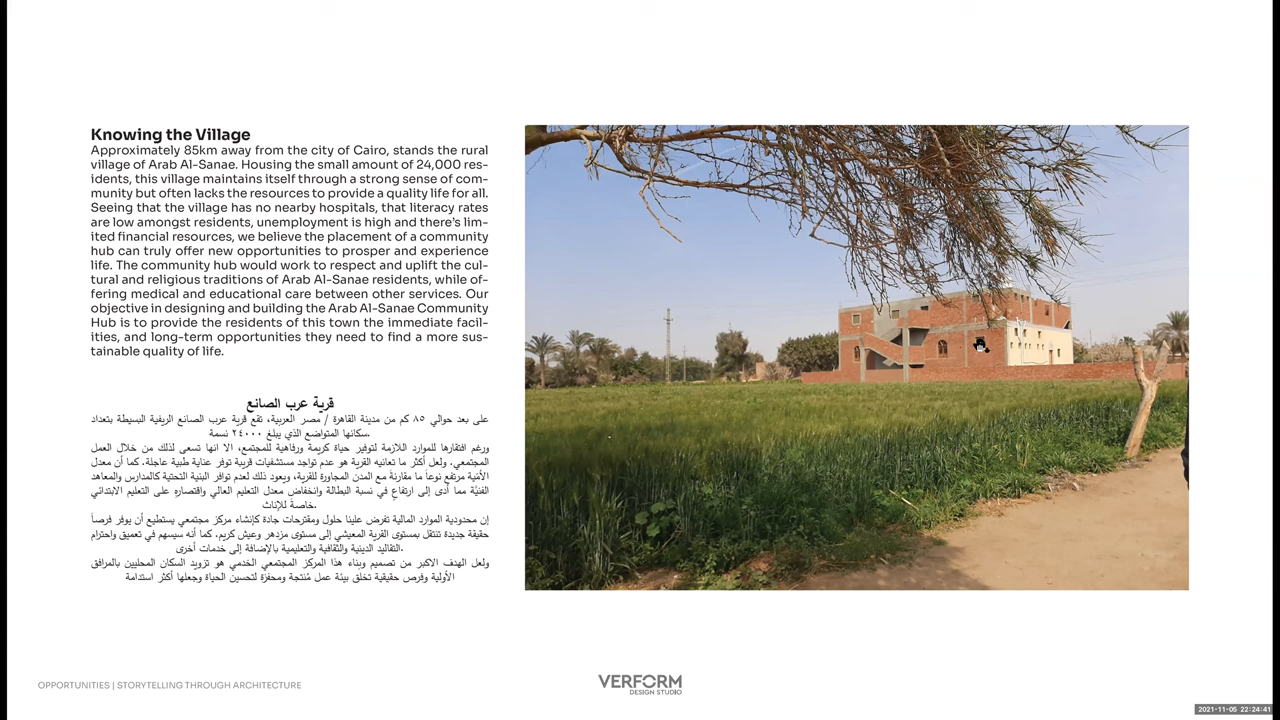 Knowing the Village
Approximately 85km away from the city of Cairo, stands the rural
village of Arab Al-Sanae. Housing the small amount of 24,000 res-
idents, this village maintains itself through a strong sense of com-
munity but often lacks the resources to provide a quality life for all.
Seeing that the village has no nearby hospitals, that literacy rates
are low amongst residents, unemployment is high and there's lim-
ited financial resources, we believe the placement of a community
hub can truly offer new opportunities to prosper and experience
life. The community hub would work to respect and uplift the cul-
tural and religious traditions of Arab Al-Sanae residents, while of-
fering medical and educational care between other services. Our
objective in designing and building the Arab Al-Sanae Community
Hub is to provide the residents of this town the immediate facil-
ities, and long-term opportunities they need to find a more sus-
tainable quality of life.
قرية عرب الصانع
على بعد حوالي ٨٥ كم من مدينة القاهرة / مصر العربية، تقع قرية عرب الصانع الريفية البسيطة بتعداد
.سكانها المتواضع الذي يبلغ ٢٤٠٠٠ نسمة
ورغم افتقارها للموارد اللازمة لتوفير حياة كريمة ورفاهية للمجتمع، الا انها تسعى لذلك من خلال العمل
المجتمعي. ولعل أكثر ما تعانيه القرية هو عدم تواجد مستشفيات قريبة توفر عناية طبية عاجلة. كما أن معدل
الأمّية مرتفع نوعاً ما مقارنةً مع المدن المجاورة للقرية، ويعود ذلك لعدم توافر البنية التحتية كالمدارس والمعاهد
الفنيّة مما أدى إلى ارتفاعٍ في نسبة البطالة وانخفاض معدل التعليم العالي واقتصاره على التعليم الابتدائي
.خاصةً للإناث
إن محدودية الموارد المالية تفرض علينا حلول ومقترحات جادة كإنشاء مركز مجتمعي يستطيع أن يوفر فرصاً
حقيقة جديدة تنتقل بمستوى القرية المعيشي إلى مستوى مزدهر وعيش كريم. كما أنه سيسهم في تعميق واحترام
.التقاليد الدينية والثقافية والتعليمية بالإضافة إلى خدمات أخرى
ولعل الهدف الاكبر من تصميم وبناء هذا المركز المجتمعي الخدمي هو تزويد السكان المحليين بالمرافق
الأولية وفرص حقيقية تخلق بيئة عمل مُنتجة ومحفزة لتحسين الحياة وجعلها أكثر استدامة
OPPORTUNITIES | STORYTELLING THROUGH ARCHITECTURE
VERFORM
DESIGN STUDIO
2021-11-05 22:24:41